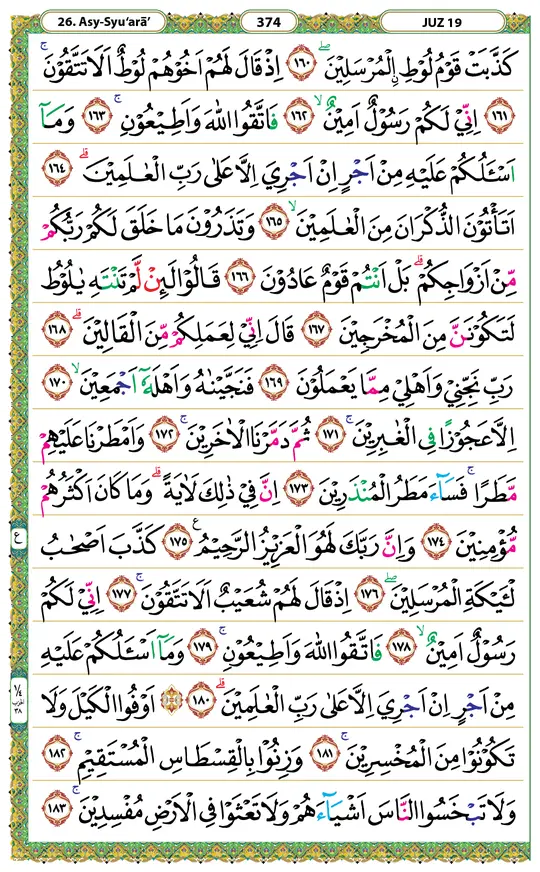 26. Asy-Syu‘arā’ 374 JUZ 19
كَذَّبَتْ قَوْمُ لُوْطِ ِۨالْمُرْسَلِيْنَ ۖ ۝١٦٠ اِذْ قَالَ لَهُمْ اَخُوْهُمْ لُوْطٌ اَلَا تَتَّقُوْنَ ۚ
۝١٦١ اِنِّيْ لَكُمْ رَسُوْلٌ اَمِيْنٌ ۙ ۝١٦٢ فَاتَّقُوا اللّٰهَ وَاَطِيْعُوْنِ ۚ ۝١٦٣ وَمَآ
اَسْـَٔلُكُمْ عَلَيْهِ مِنْ اَجْرٍ اِنْ اَجْرِيَ اِلَّا عَلٰى رَبِّ الْعٰلَمِيْنَ ۗ ۝١٦٤
اَتَأْتُوْنَ الذُّكْرَانَ مِنَ الْعٰلَمِيْنَ ۙ ۝١٦٥ وَتَذَرُوْنَ مَا خَلَقَ لَكُمْ رَبُّكُمْ
مِّنْ اَزْوَاجِكُمْ ۗ بَلْ اَنْتُمْ قَوْمٌ عَادُوْنَ ۝١٦٦ قَالُوْا لَىِٕنْ لَّمْ تَنْتَهِ يٰلُوْطُ
لَتَكُوْنَنَّ مِنَ الْمُخْرَجِيْنَ ۝١٦٧ قَالَ اِنِّيْ لِعَمَلِكُمْ مِّنَ الْقَالِيْنَ ۗ ۝١٦٨
رَبِّ نَجِّنِيْ وَاَهْلِيْ مِمَّا يَعْمَلُوْنَ ۝١٦٩ فَنَجَّيْنٰهُ وَاَهْلَهٗٓ اَجْمَعِيْنَ ۙ ۝١٧٠
اِلَّا عَجُوْزًا فِى الْغٰبِرِيْنَ ۚ ۝١٧١ ثُمَّ دَمَّرْنَا الْاٰخَرِيْنَ ۚ ۝١٧٢ وَاَمْطَرْنَا عَلَيْهِمْ
مَّطَرًا ۚ فَسَاۤءَ مَطَرُ الْمُنْذَرِيْنَ ۝١٧٣ اِنَّ فِيْ ذٰلِكَ لَاٰيَةً ۗ وَمَا كَانَ اَكْثَرُهُمْ
مُّؤْمِنِيْنَ ۝١٧٤ وَاِنَّ رَبَّكَ لَهُوَ الْعَزِيْزُ الرَّحِيْمُ ࣖ ۝١٧٥ كَذَّبَ اَصْحٰبُ
لْـَٔيْكَةِ الْمُرْسَلِيْنَ ۖ ۝١٧٦ اِذْ قَالَ لَهُمْ شُعَيْبٌ اَلَا تَتَّقُوْنَ ۚ ۝١٧٧ اِنِّيْ لَكُمْ
رَسُوْلٌ اَمِيْنٌ ۙ ۝١٧٨ فَاتَّقُوا اللّٰهَ وَاَطِيْعُوْنِ ۚ ۝١٧٩ وَمَآ اَسْـَٔلُكُمْ عَلَيْهِ
مِنْ اَجْرٍ اِنْ اَجْرِيَ اِلَّا عَلٰى رَبِّ الْعٰلَمِيْنَ ۗ ۝١٨٠ ۞ اَوْفُوا الْكَيْلَ وَلَا
تَكُوْنُوْا مِنَ الْمُخْسِرِيْنَ ۚ ۝١٨١ وَزِنُوْا بِالْقِسْطَاسِ الْمُسْتَقِيْمِ ۚ ۝١٨٢
وَلَا تَبْخَسُوا النَّاسَ اَشْيَاۤءَهُمْ وَلَا تَعْثَوْا فِى الْاَرْضِ مُفْسِدِيْنَ ۚ ۝١٨٣
ع
¼
الحزب
٣٨